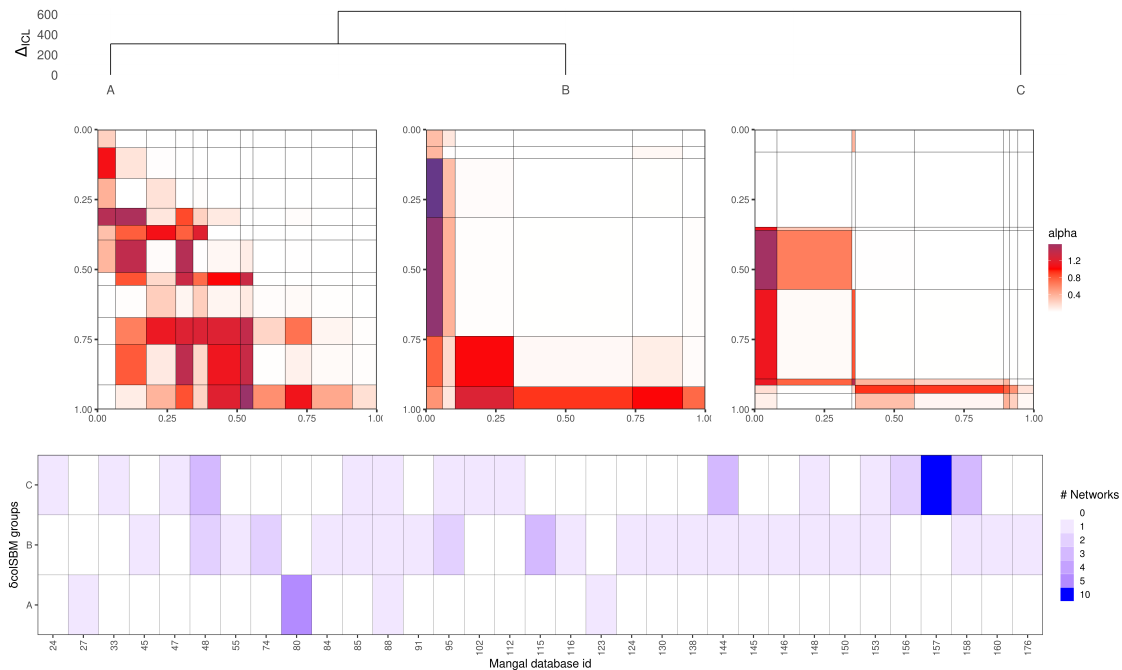 600
400
200
0
Δ_ICL
A B C
0.00
0.25
0.50
0.75
1.00
0.00 0.25 0.50 0.75 1.00
0.00
0.25
0.50
0.75
1.00
0.00 0.25 0.50 0.75 1.00
0.00
0.25
0.50
0.75
1.00
0.00 0.25 0.50 0.75 1.00
alpha
1.2
0.8
0.4
δcolSBM groups
C
B
A
24 27 33 45 47 48 55 74 80 84 85 88 91 95 102 112 115 116 123 124 130 138 144 145 146 148 150 153 156 157 158 160 176
Mangal database id
# Networks
0
1
2
3
4
5
10